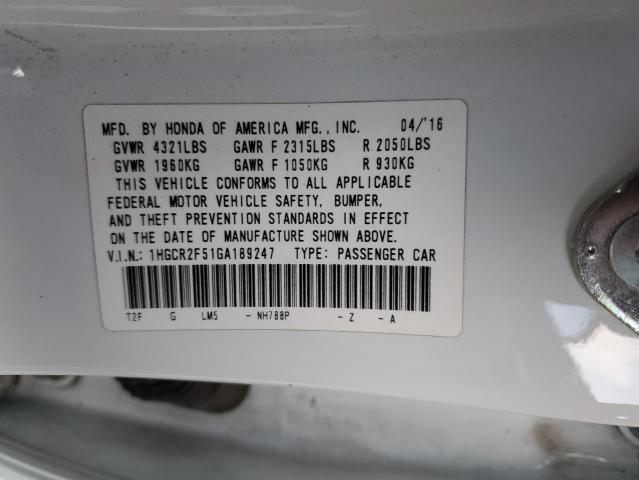 MFD. BY HONDA OF AMERICA MFG., INC. 04/'16
GVWR 4321LBS GAWR F 2315LBS R 2050LBS
GVWR 1960KG GAWR F 1050KG R 930KG
THIS VEHICLE CONFORMS TO ALL APPLICABLE
FEDERAL MOTOR VEHICLE SAFETY, BUMPER,
AND THEFT PREVENTION STANDARDS IN EFFECT
ON THE DATE OF MANUFACTURE SHOWN ABOVE.
V.I.N.: 1HGCR2F51GA189247 TYPE: PASSENGER CAR
T2F G LM5 - NH788P - Z - A